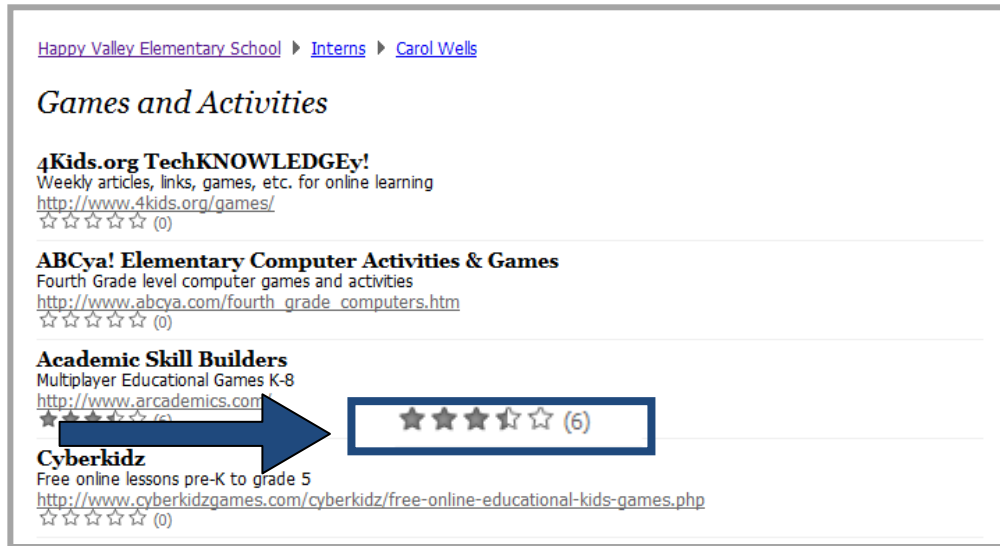 Happy Valley Elementary School Interns Carol Wells
Games and Activities
4Kids.org TechKNOWLEDGEy!
Weekly articles, links, games, etc. for online learning
http://www.4kids.org/games/
(0)
ABCya! Elementary Computer Activities & Games
Fourth Grade level computer games and activities
http://www.abcya.com/fourth_grade_computers.htm
(0)
Academic Skill Builders
Multiplayer Educational Games K-8
http://www.arcademics.com/
(6)
(6)
Cyberkidz
Free online lessons pre-K to grade 5
http://www.cyberkidzgames.com/cyberkidz/free-online-educational-kids-games.php
(0)